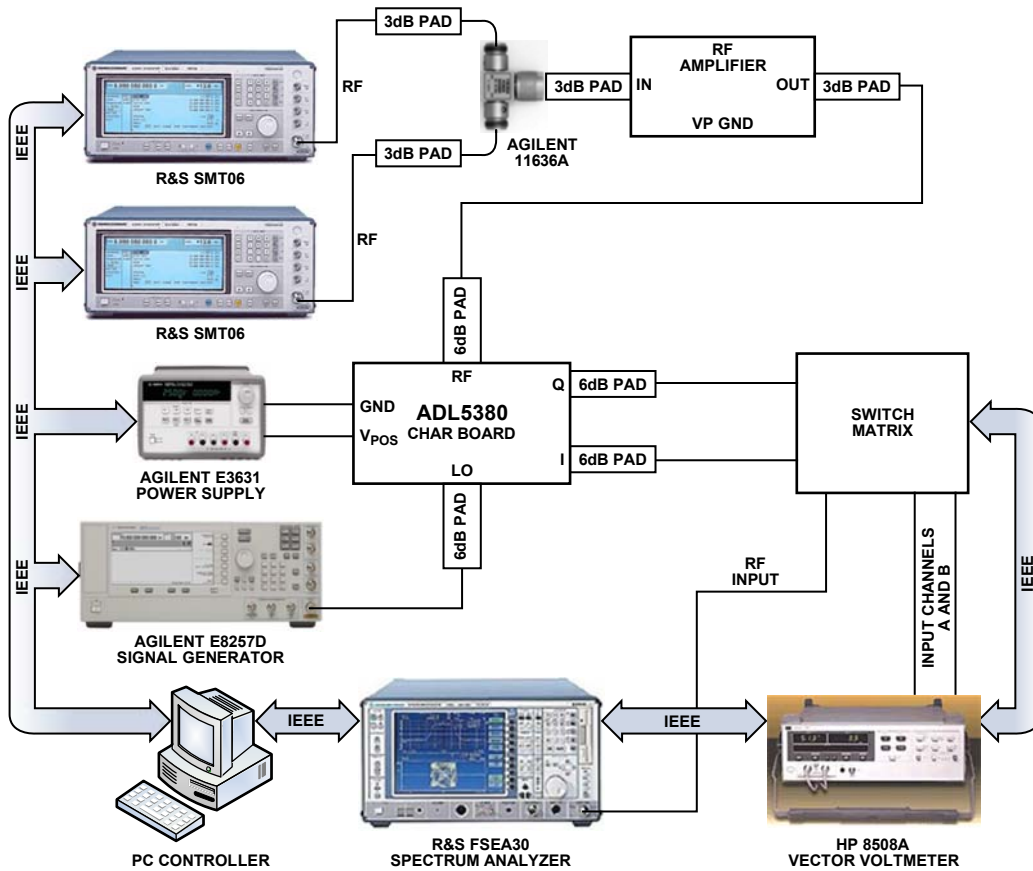 3dB PAD
RF
R&S SMT06
3dB PAD
AGILENT
11636A
3dB PAD
IN
RF
AMPLIFIER
OUT
VP GND
3dB PAD
IEEE
IEEE
RF
R&S SMT06
6dB PAD
RF
GND
ADL5380
CHAR BOARD
VPOS
LO
Q
I
6dB PAD
6dB PAD
SWITCH
MATRIX
IEEE
AGILENT E3631
POWER SUPPLY
6dB PAD
IEEE
AGILENT E8257D
SIGNAL GENERATOR
RF
INPUT
INPUT CHANNELS
A AND B
IEEE
IEEE
IEEE
PC CONTROLLER
R&S FSEA30
SPECTRUM ANALYZER
HP 8508A
VECTOR VOLTMETER